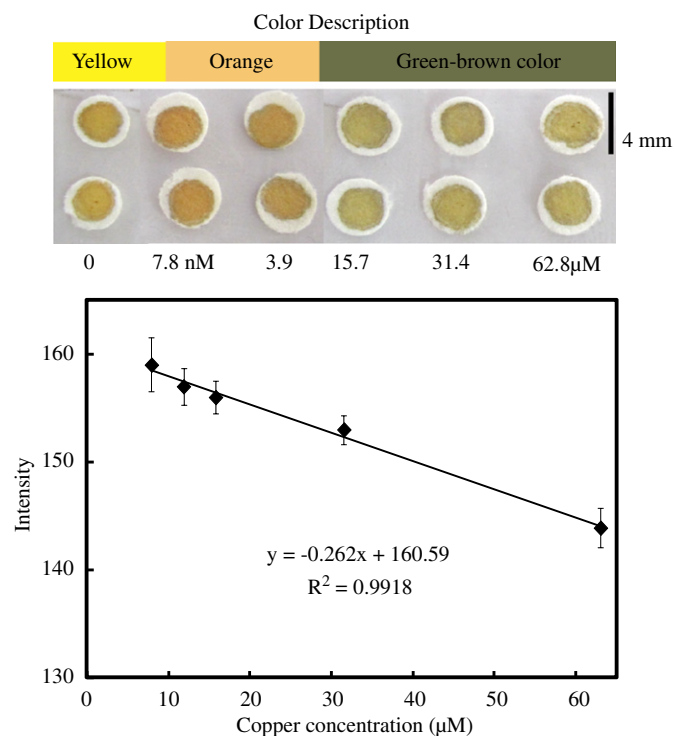 Color Description
Yellow Orange Green-brown color
4 mm
0 7.8 nM 3.9 15.7 31.4 62.8µM
160
150
140
130
Intensity
y = -0.262x + 160.59
R² = 0.9918
0 10 20 30 40 50 60
Copper concentration (µM)